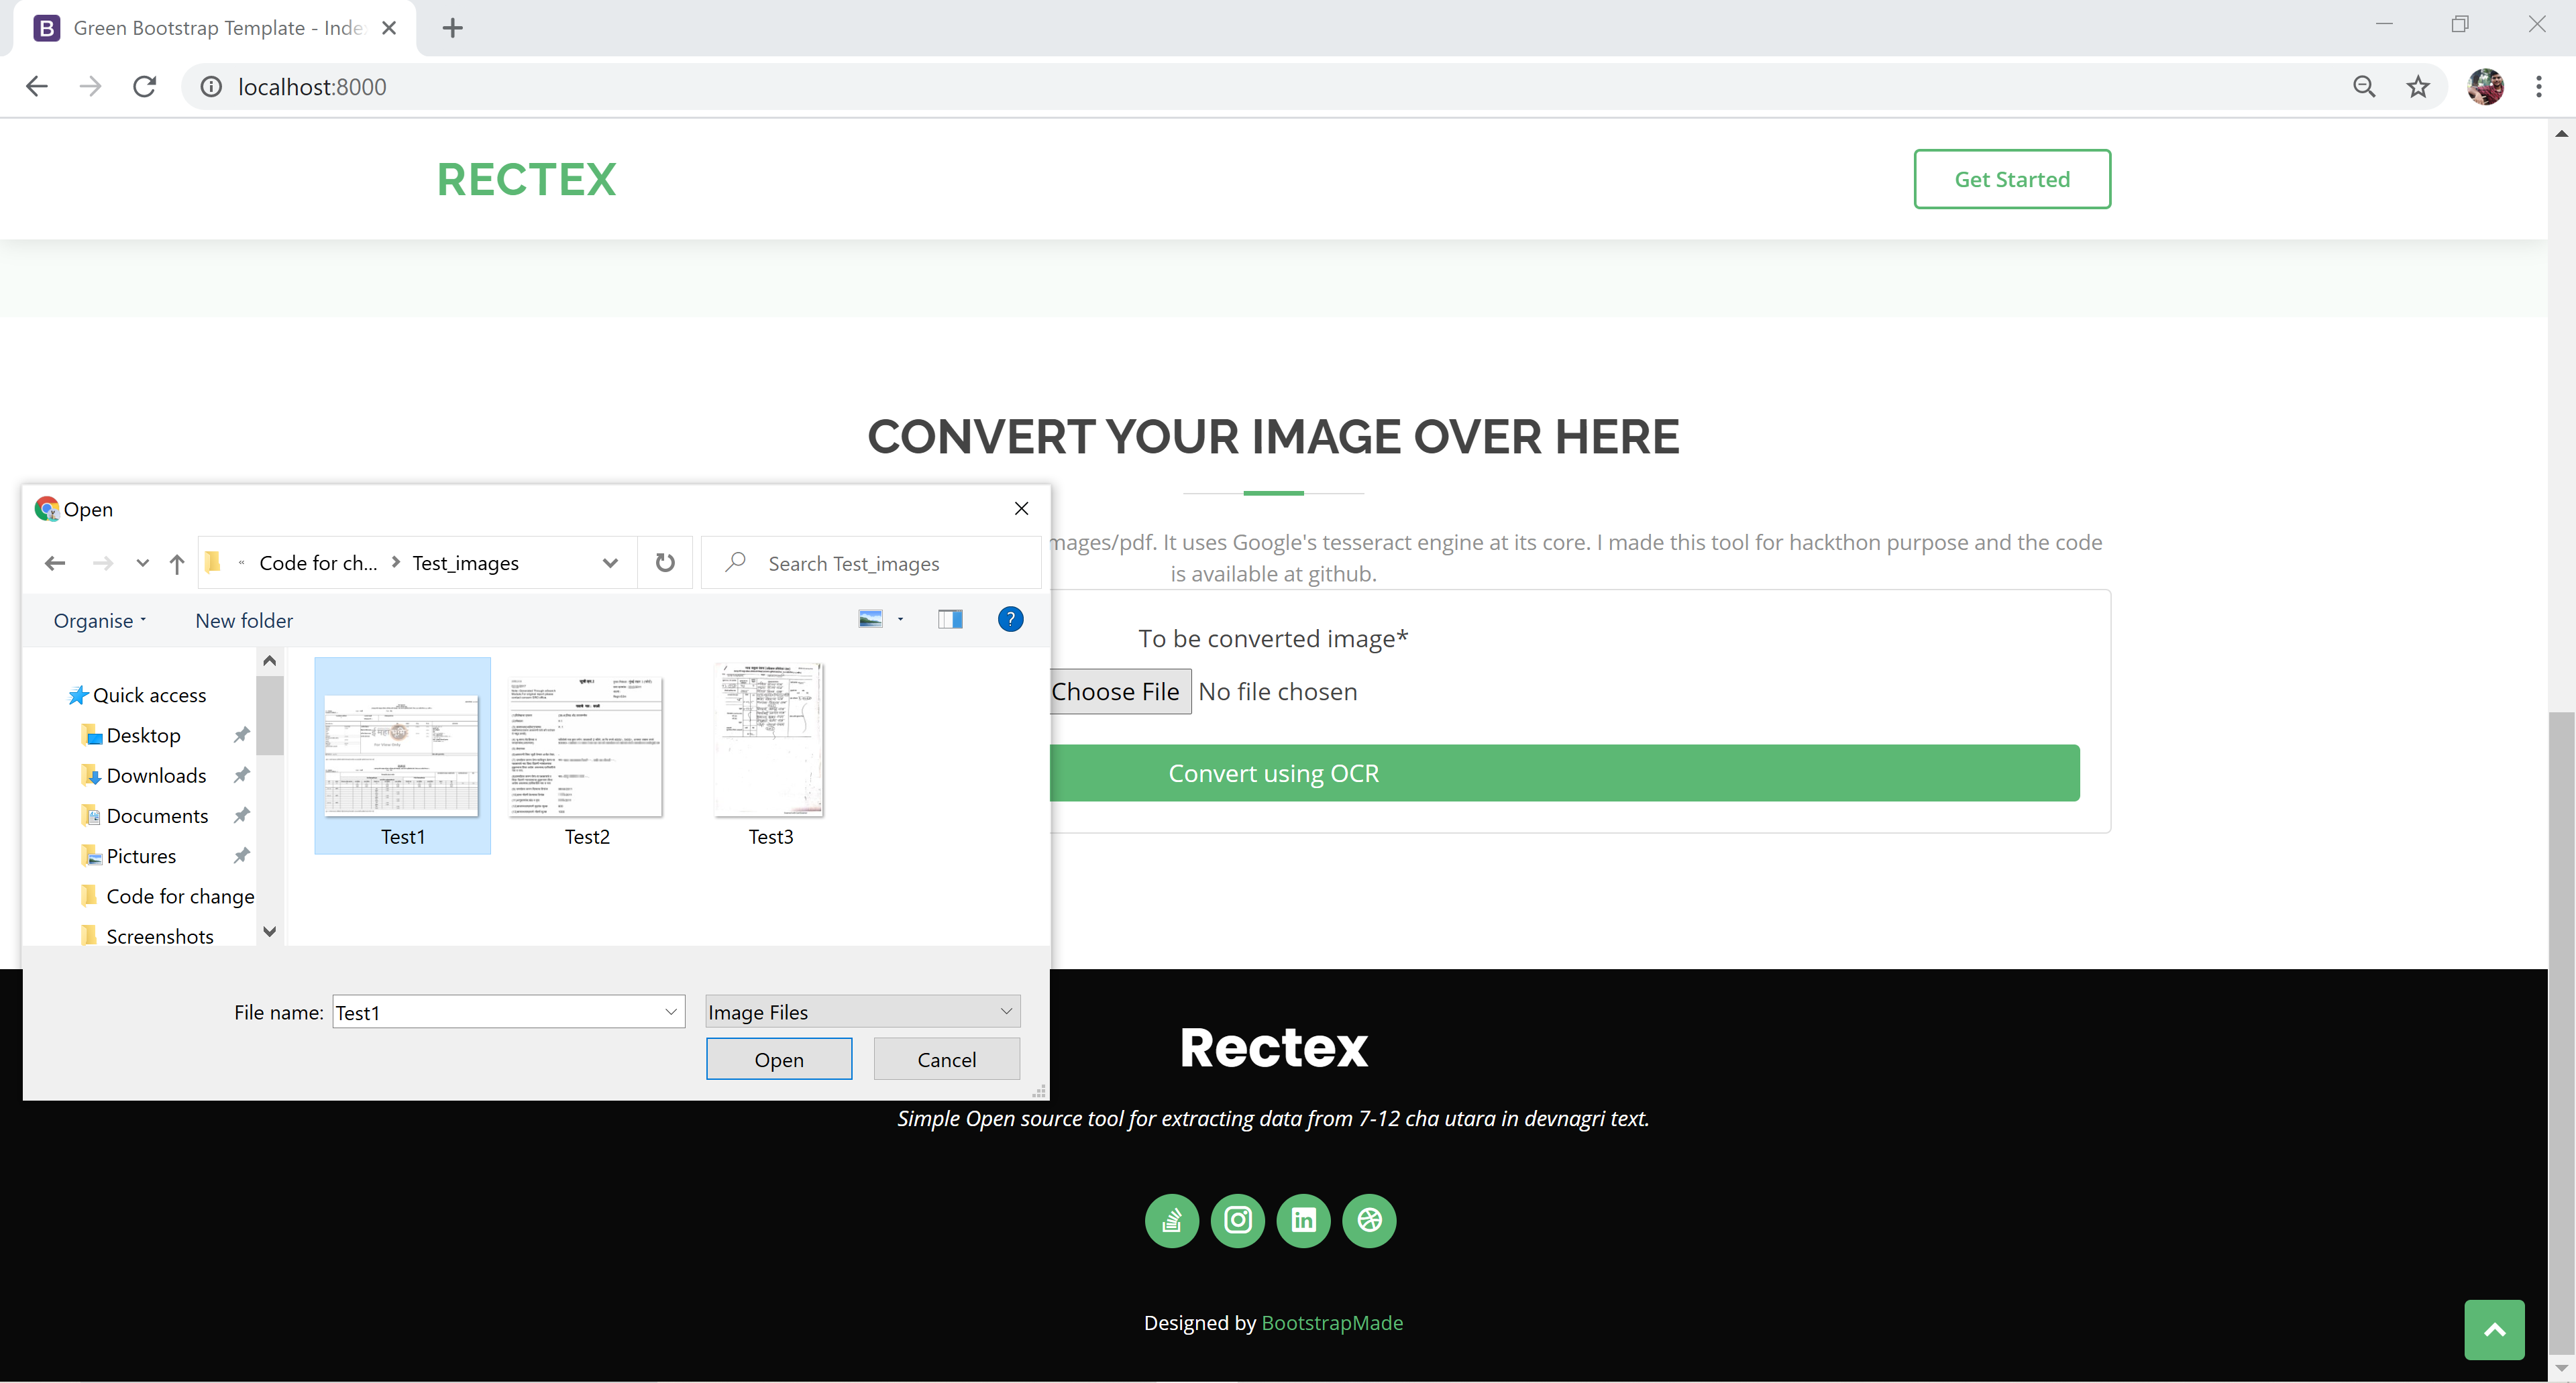 Green Bootstrap Template - Inde
localhost:8000
RECTEX
Get Started
CONVERT YOUR IMAGE OVER HERE
mages/pdf. It uses Google's tesseract engine at its core. I made this tool for hackthon purpose and the code
is available at github.
To be converted image*
Choose File No file chosen
Convert using OCR
Open
« Code for ch... > Test_images
Search Test_images
Organise
New folder
Quick access
Desktop
Downloads
Documents
Pictures
Code for change
Screenshots
Test1
Test2
Test3
File name: Test1
Image Files
Open
Cancel
Rectex
Simple Open source tool for extracting data from 7-12 cha utara in devnagri text.
Designed by BootstrapMade